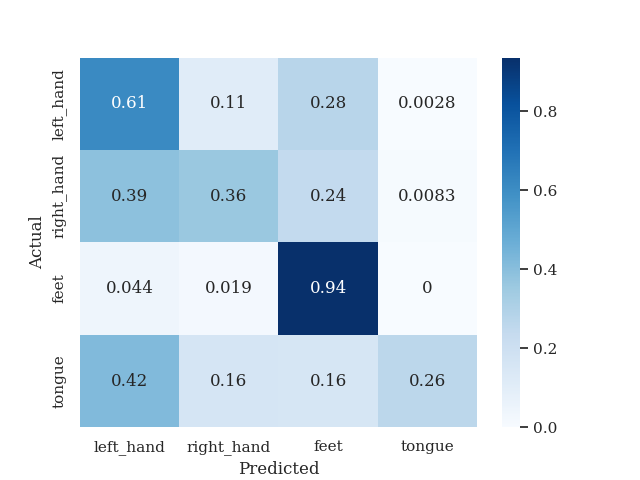 left_hand 0.61 0.11 0.28 0.0028
right_hand 0.39 0.36 0.24 0.0083
feet 0.044 0.019 0.94 0
tongue 0.42 0.16 0.16 0.26
left_hand right_hand feet tongue
Predicted
Actual
0.8
0.6
0.4
0.2
0.0